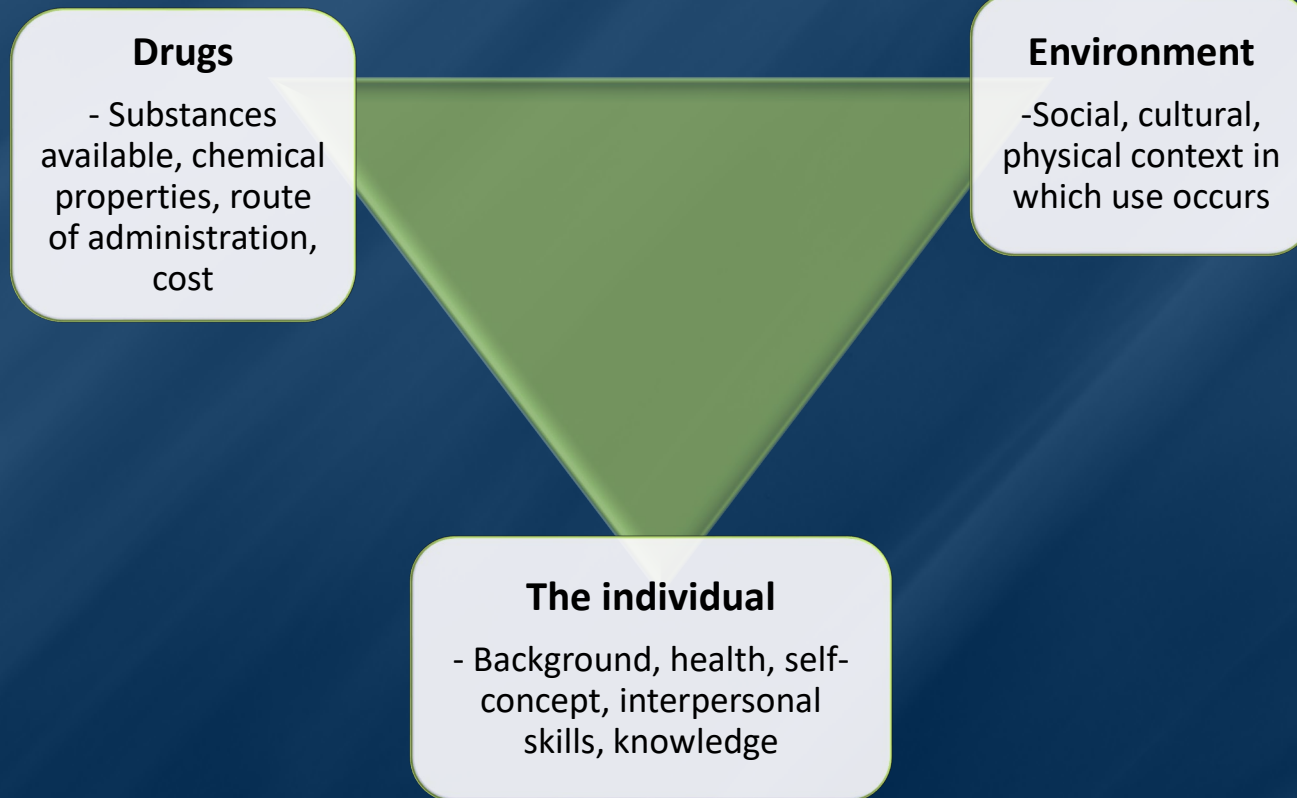 Drugs
- Substances
available, chemical
properties, route
of administration,
cost
Environment
-Social, cultural,
physical context in
which use occurs
The individual
- Background, health, self-
concept, interpersonal
skills, knowledge